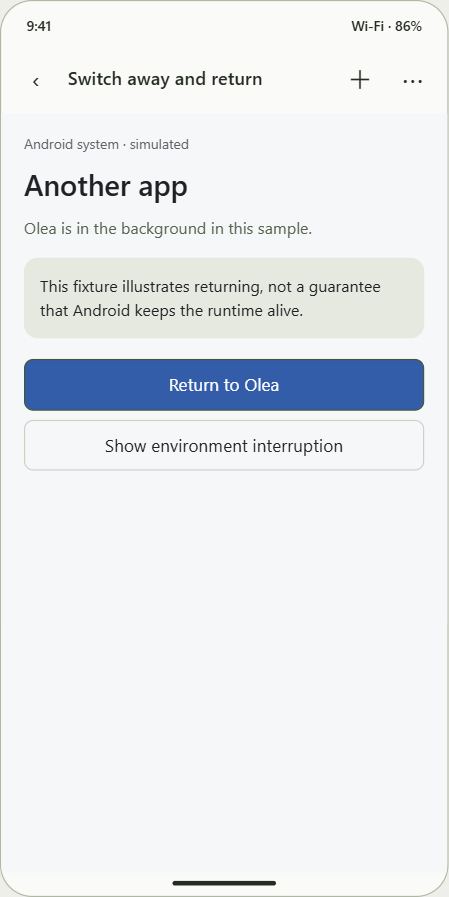 9:41
Wi-Fi · 86%
‹ Switch away and return + ...
Android system · simulated
Another app
Olea is in the background in this sample.
This fixture illustrates returning, not a guarantee
that Android keeps the runtime alive.
Return to Olea
Show environment interruption